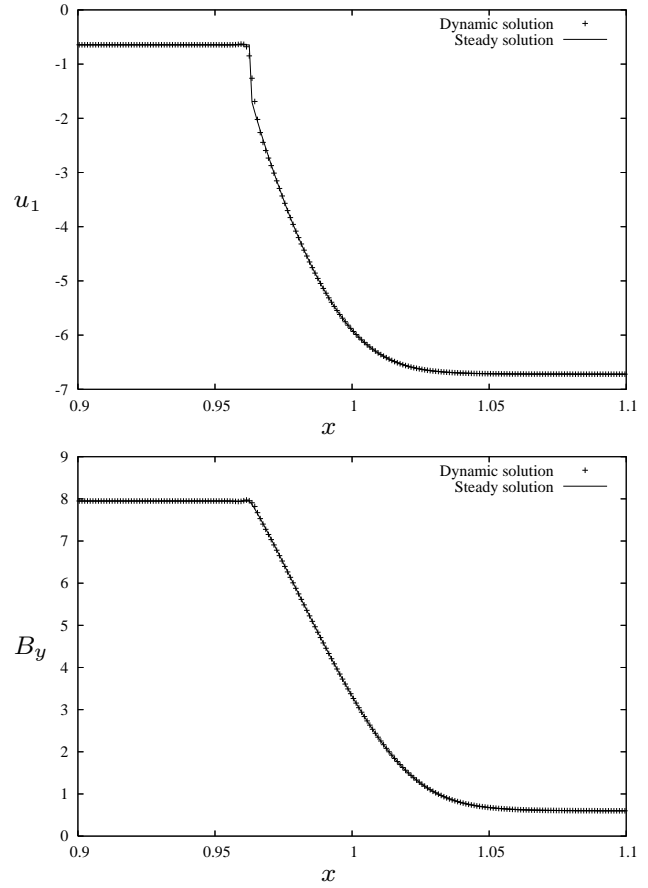 0
Dynamic solution
Steady solution
-1
-2
-3
u₁
-4
-5
-6
-7
0.9 0.95 1 1.05 1.1
x
9
Dynamic solution
8
Steady solution
7
6
5
B_y
4
3
2
1
0
0.9 0.95 1 1.05 1.1
x